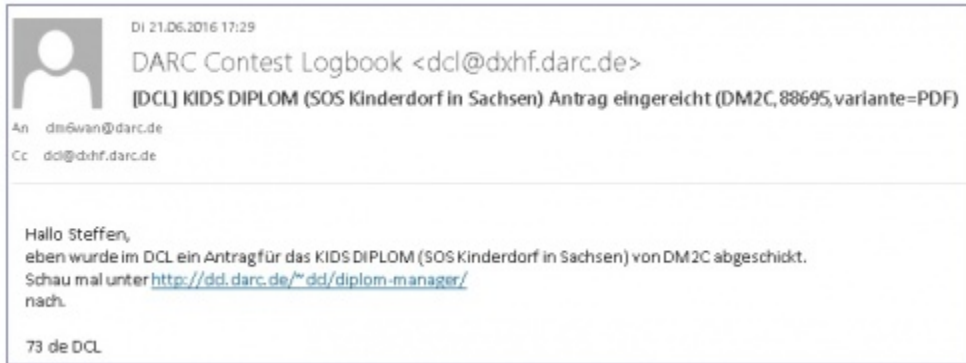 Di 21.06.2016 17:29
DARC Contest Logbook <dcl@dxhf.darc.de>
[DCL] KIDS DIPLOM (SOS Kinderdorf in Sachsen) Antrag eingereicht (DM2C,88695,variante=PDF)
An dm6wan@darc.de
Cc dcl@dxhf.darc.de
Hallo Steffen,
eben wurde im DCL ein Antrag für das KIDS DIPLOM (SOS Kinderdorf in Sachsen) von DM2C abgeschickt.
Schau mal unter http://dcl.darc.de/~dcl/diplom-manager/
nach.
73 de DCL